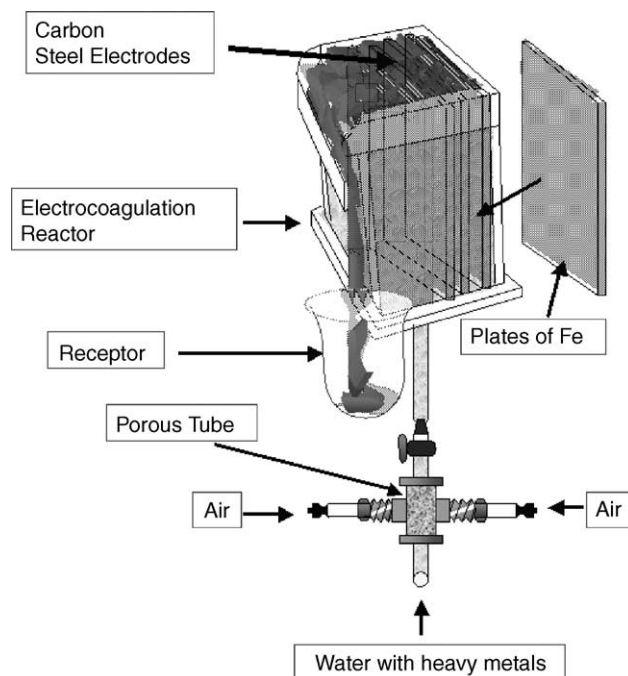 Carbon
Steel Electrodes
Electrocoagulation
Reactor
Plates of Fe
Receptor
Porous Tube
Air
Air
Water with heavy metals